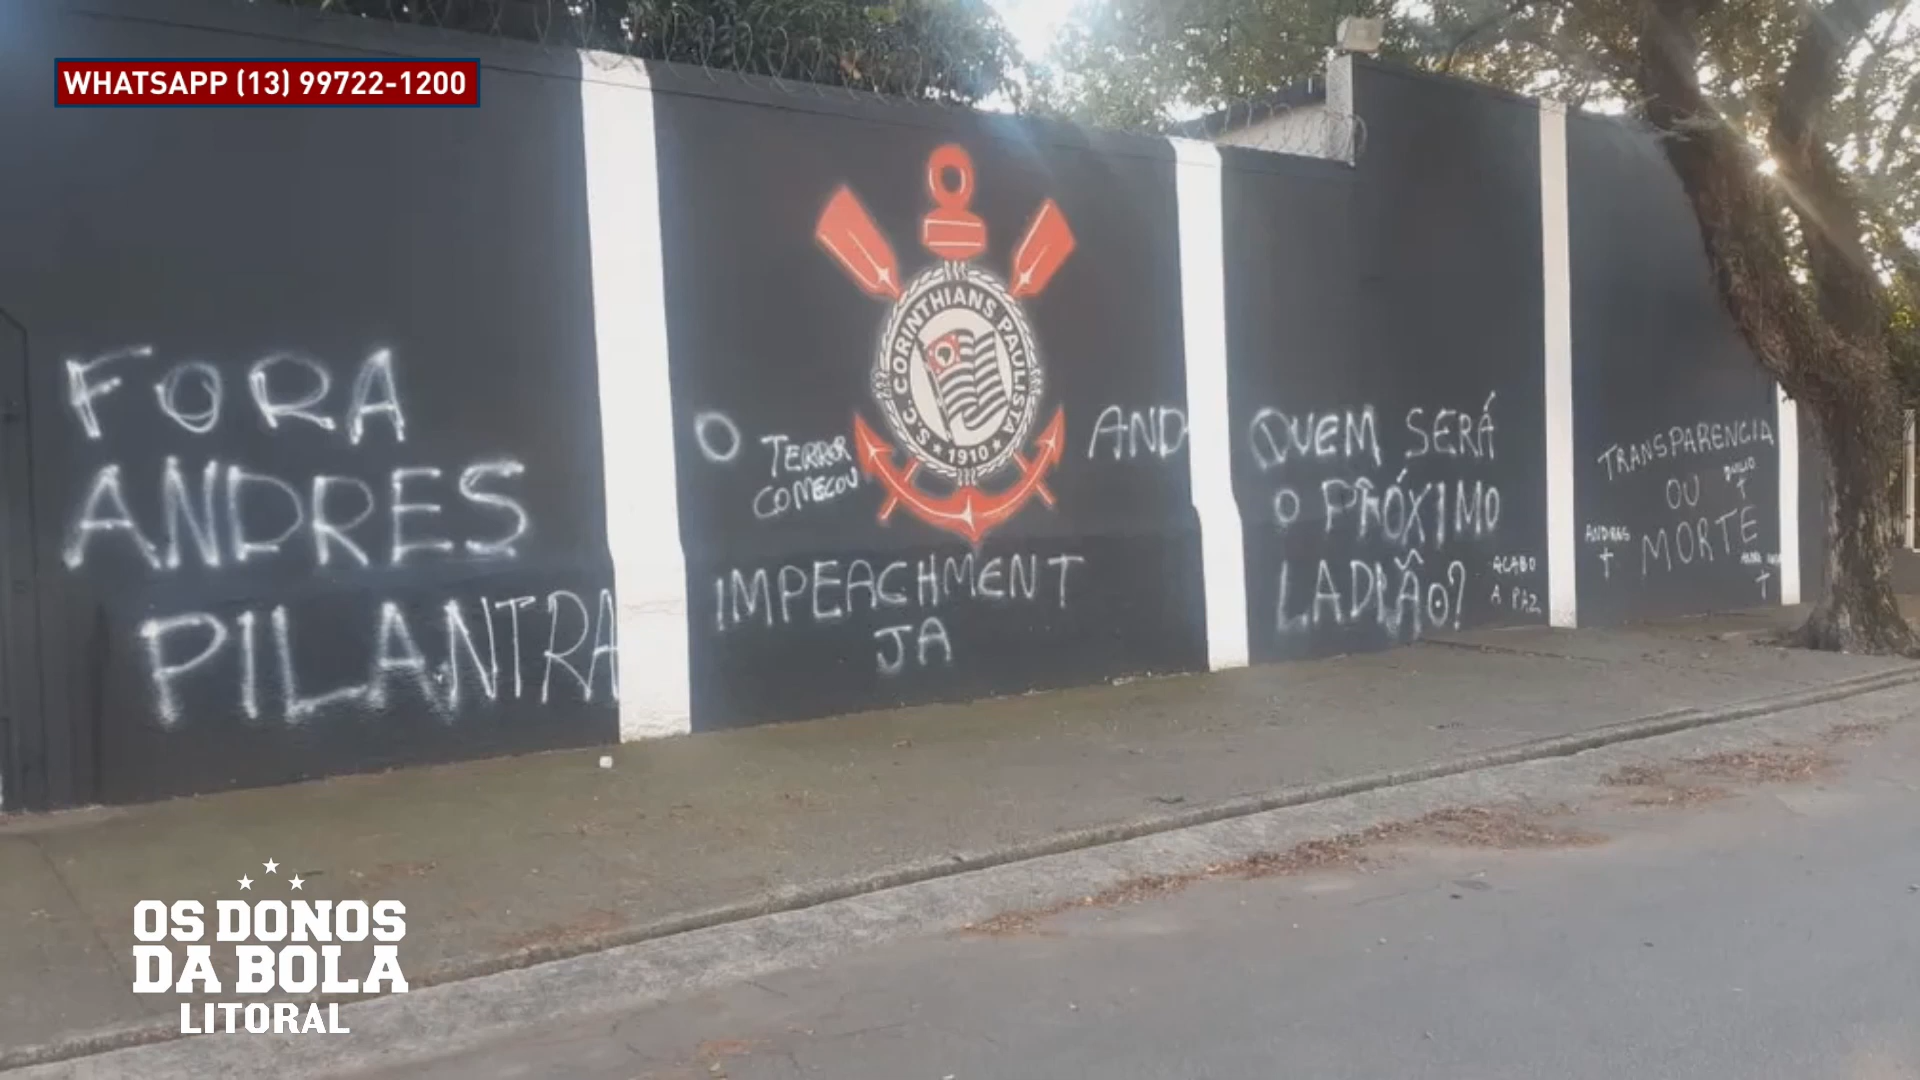 WHATSAPP (13) 99722-1200
FORA
ANDRES
PILANTRA
S.C. CORINTHIANS PAULISTA
1910
O
TERROR
COMEÇOU
AND
IMPEACHMENT
JA
QUEM SERÁ
O PRÓXIMO
LADRÃO?
ACABO
A PAZ
TRANSPARENCIA
OU
MORTE
DUILIO
ANDRES
OS DONOS
DA BOLA
LITORAL